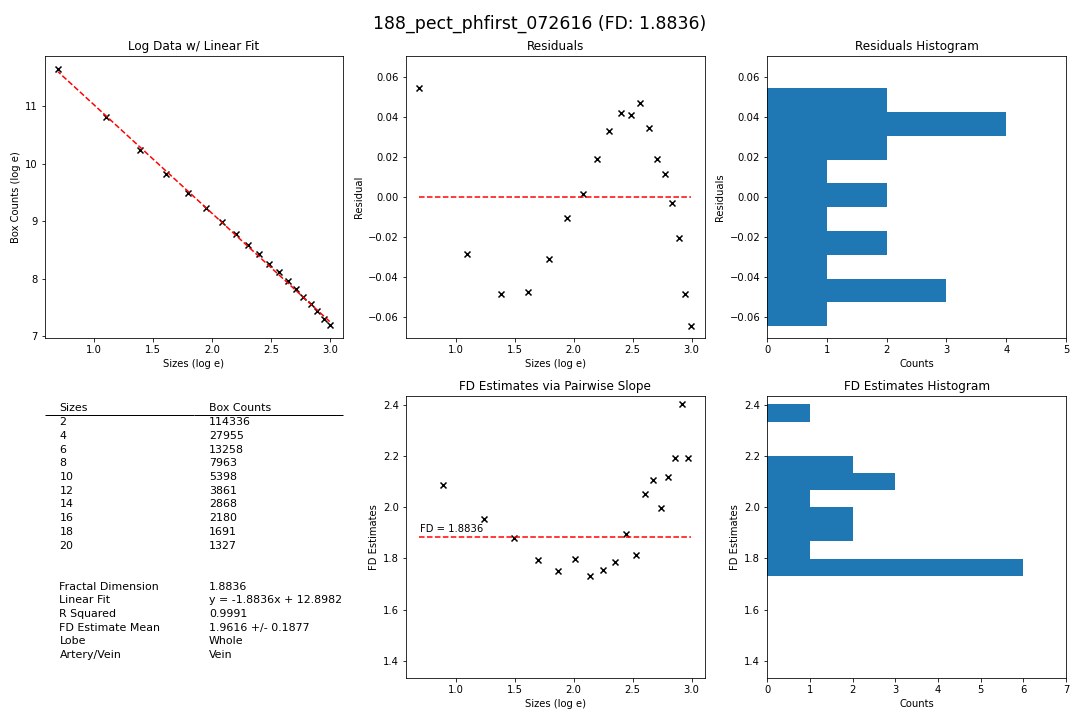 188_pect_phfirst_072616 (FD: 1.8836)
Log Data w/ Linear Fit
Box Counts (log e)
11
10
9
8
7
1.0 1.5 2.0 2.5 3.0
Sizes (log e)
Residuals
Residual
0.06
0.04
0.02
0.00
−0.02
−0.04
−0.06
1.0 1.5 2.0 2.5 3.0
Sizes (log e)
Residuals Histogram
Residuals
0.06
0.04
0.02
0.00
−0.02
−0.04
−0.06
0 1 2 3 4 5
Counts
Sizes Box Counts
2 114336
4 27955
6 13258
8 7963
10 5398
12 3861
14 2868
16 2180
18 1691
20 1327
Fractal Dimension 1.8836
Linear Fit y = -1.8836x + 12.8982
R Squared 0.9991
FD Estimate Mean 1.9616 +/- 0.1877
Lobe Whole
Artery/Vein Vein
FD Estimates via Pairwise Slope
FD Estimates
2.4
2.2
2.0
1.8
1.6
1.4
FD = 1.8836
1.0 1.5 2.0 2.5 3.0
Sizes (log e)
FD Estimates Histogram
FD Estimates
2.4
2.2
2.0
1.8
1.6
1.4
0 1 2 3 4 5 6 7
Counts